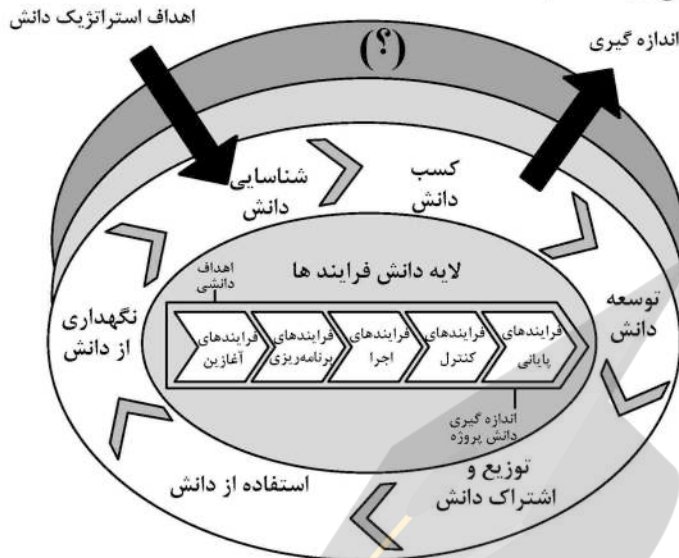 اهداف استراتژیک دانش
اندازه گیری
(؟)
شناسایی
دانش
کسب
دانش
توسعه
دانش
توزیع و
اشتراک دانش
استفاده از دانش
نگهداری
از دانش
لایه دانش فرایند ها
اهداف
دانشی
فرایندهای
آغازین
فرایندهای
برنامه‌ریزی
فرایندهای
اجرا
فرایندهای
کنترل
فرایندهای
پایانی
اندازه گیری
دانش پروژه